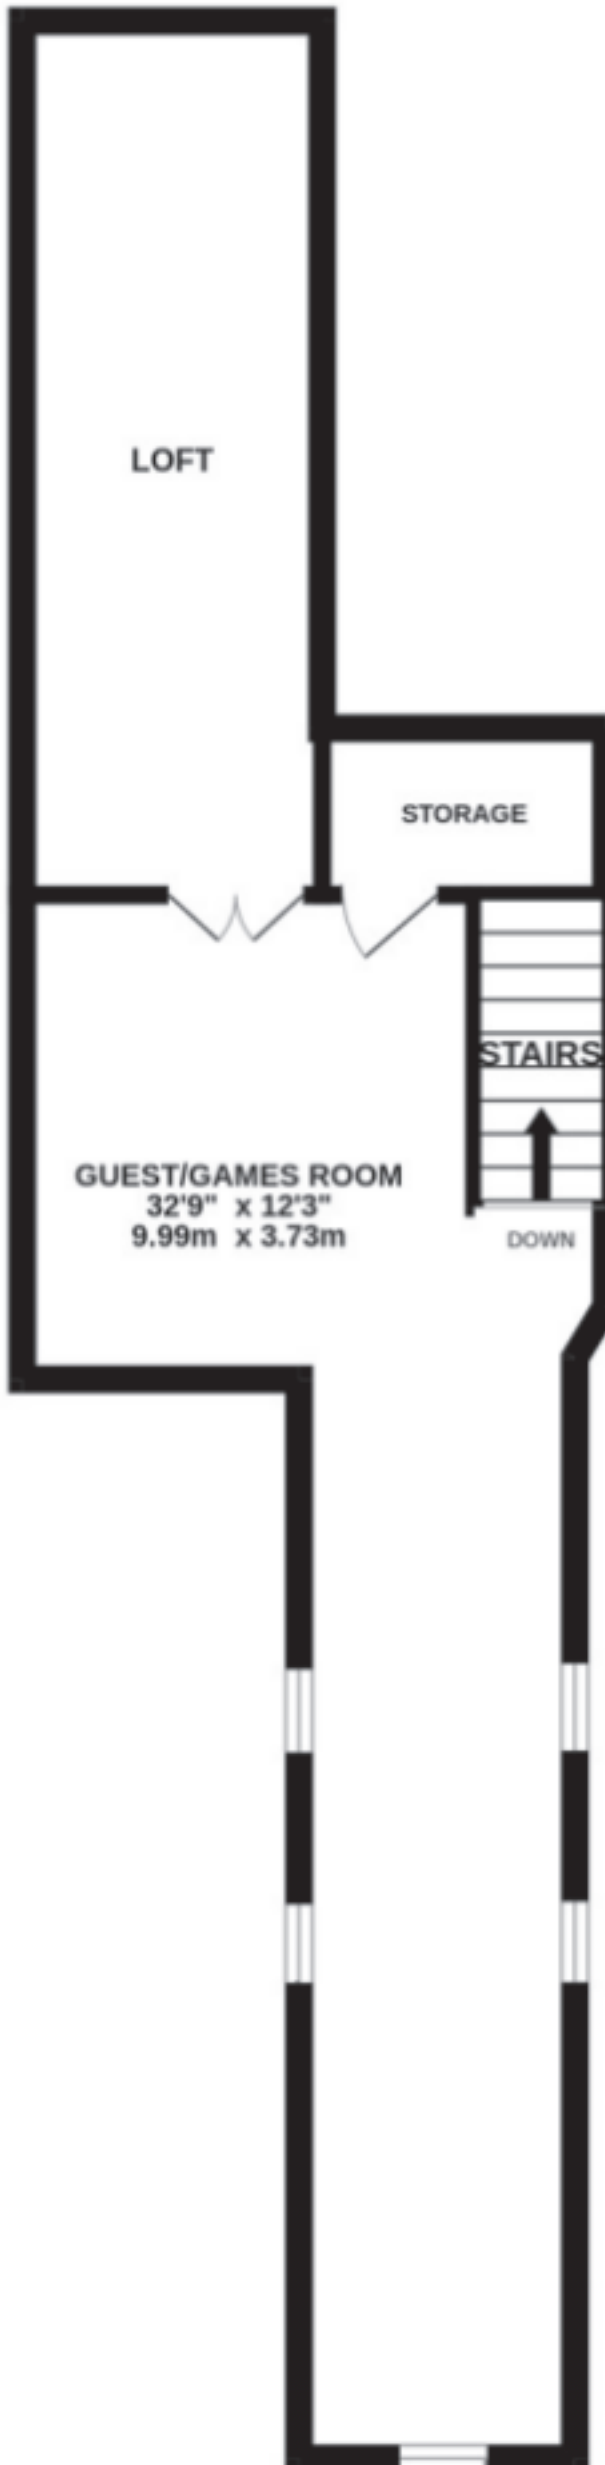 LOFT
STORAGE
STAIRS
GUEST/GAMES ROOM
32'9" x 12'3"
9.99m x 3.73m
DOWN